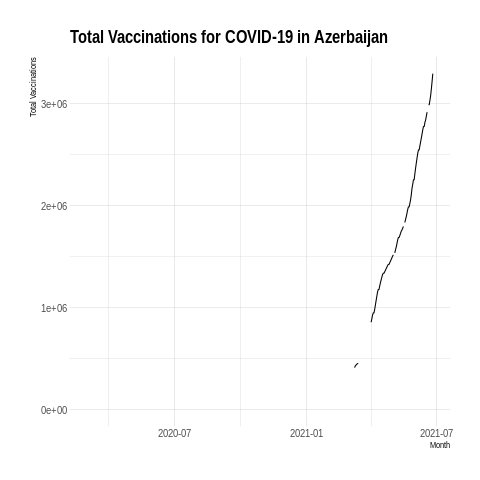 Total Vaccinations for COVID-19 in Azerbaijan
Total Vaccinations
3e+06
2e+06
1e+06
0e+00
2020-07 2021-01 2021-07
Month